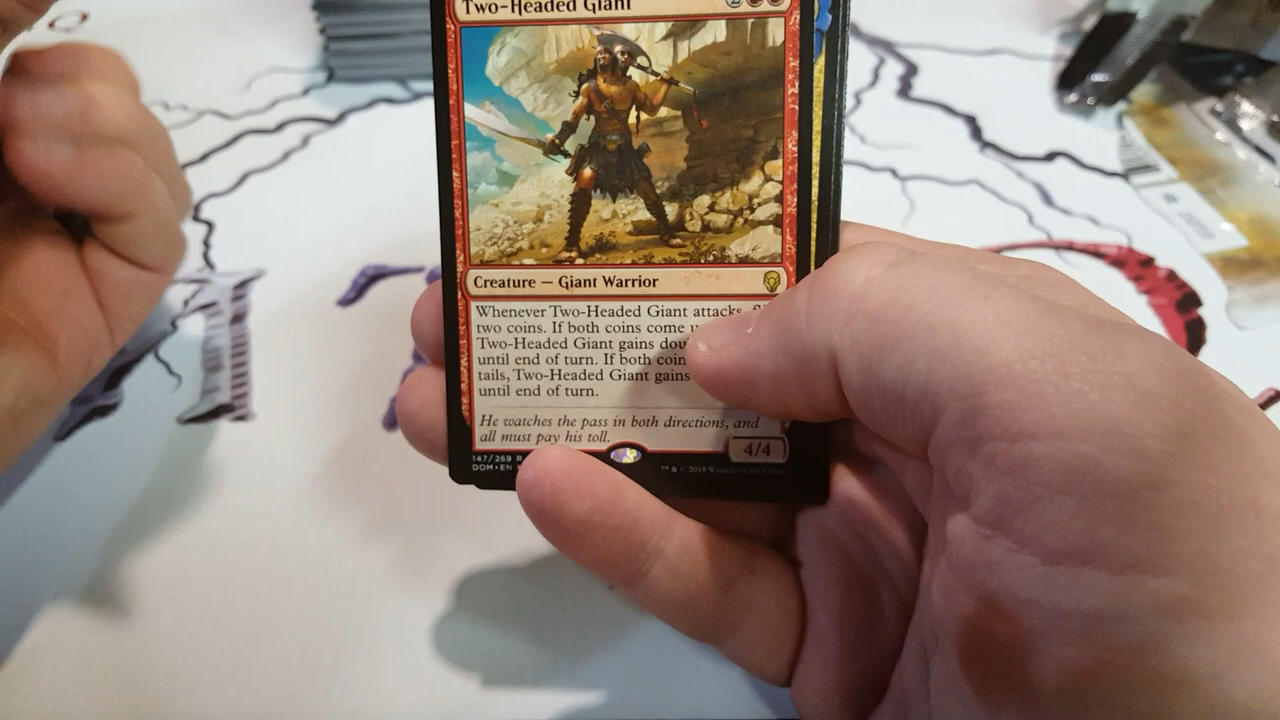 Two-Headed Giant
2
Creature — Giant Warrior
Whenever Two-Headed Giant attacks,
two coins. If both coins come
Two-Headed Giant gains
until end of turn. If both
tails, Two-Headed Giant gains
until end of turn.
He watches the pass in both directions, and
all must pay his toll.
4/4
147/269 R
DOM • EN
™ & © 2018 Wizards of the Coast